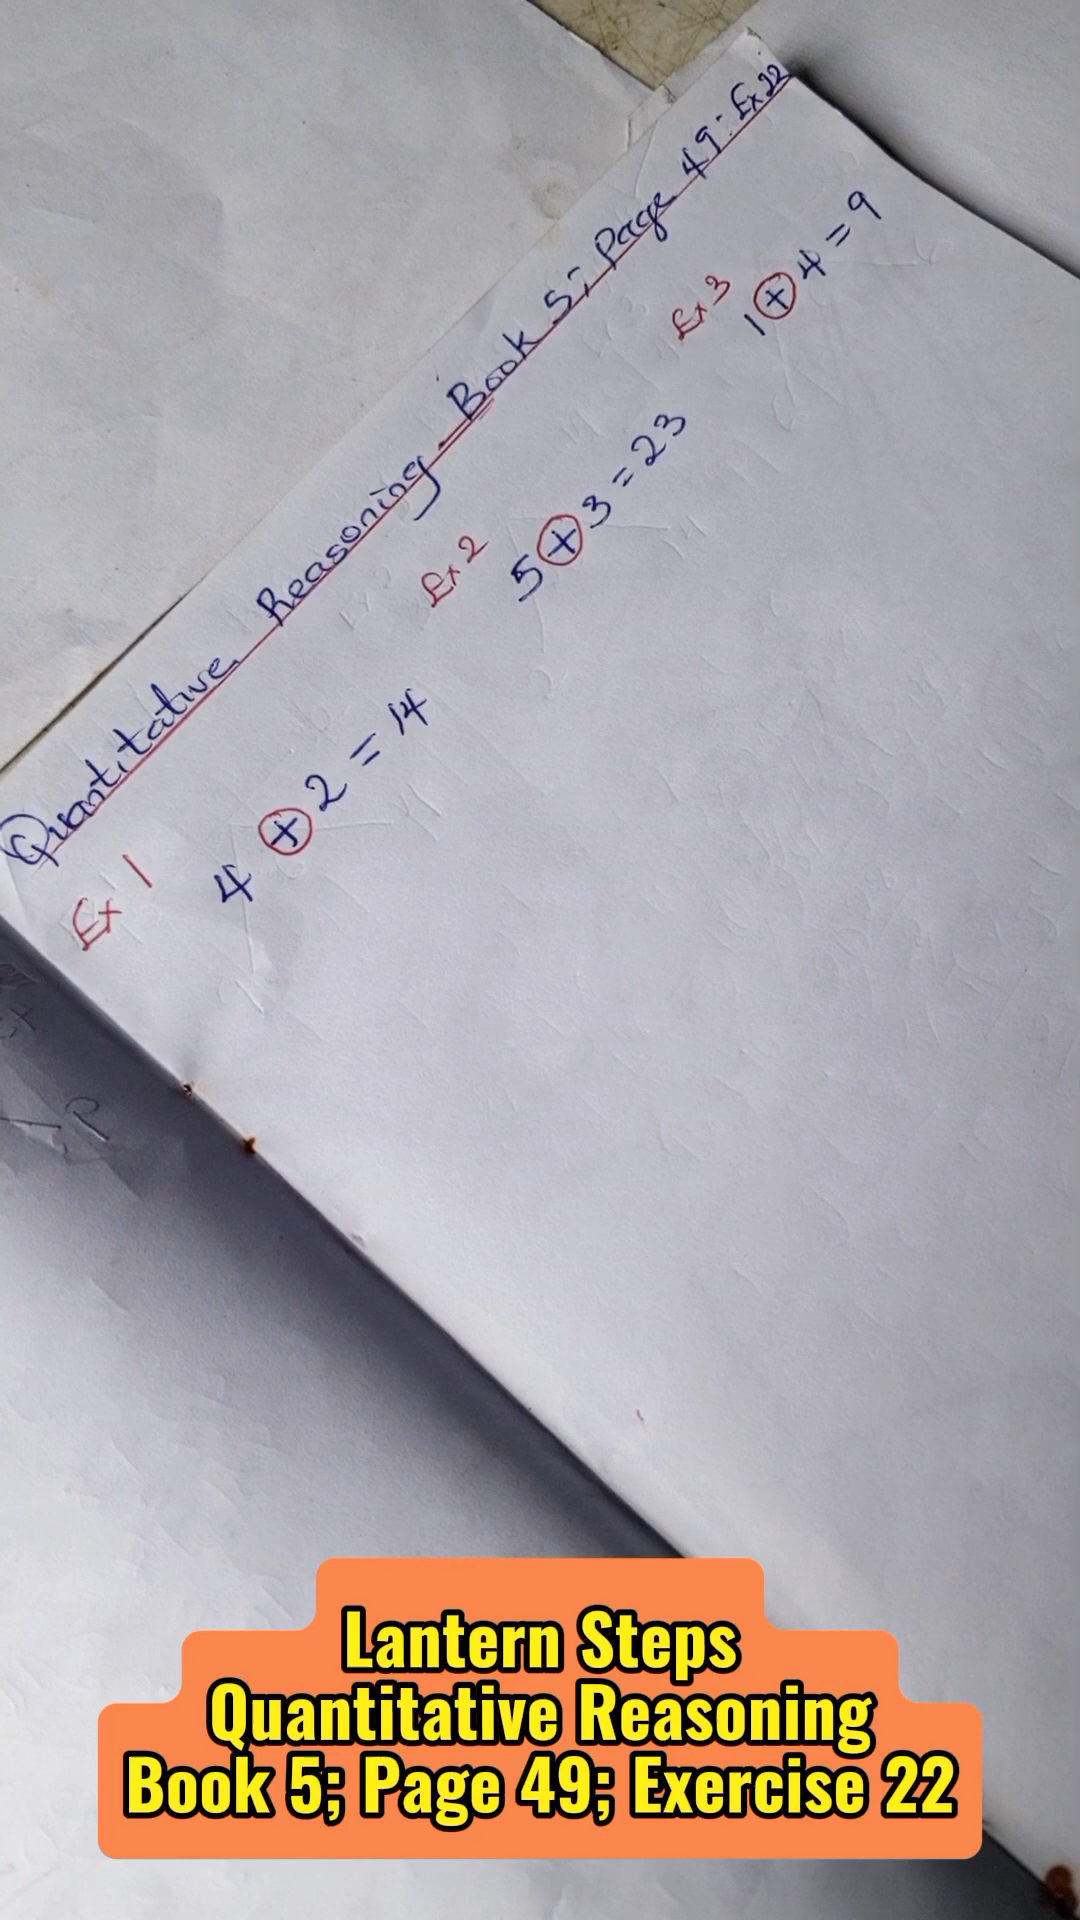 Quantitative Reasoning - Book 5; Page 49: Ex 22
Ex 1
4 ⊕ 2 = 14
Ex 2
5 ⊕ 3 = 23
Ex 3
1 ⊕ 4 = 9
P
Lantern Steps
Quantitative Reasoning
Book 5; Page 49; Exercise 22